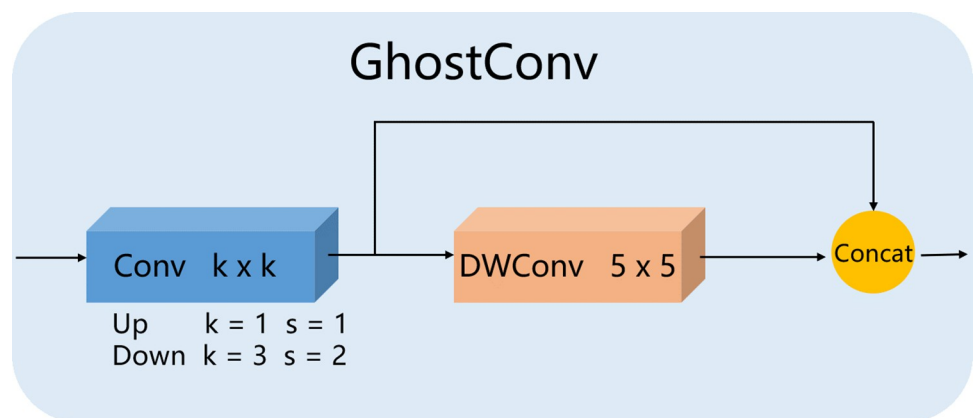 GhostConv
Conv k x k
DWConv 5 x 5
Concat
Up k = 1 s = 1
Down k = 3 s = 2